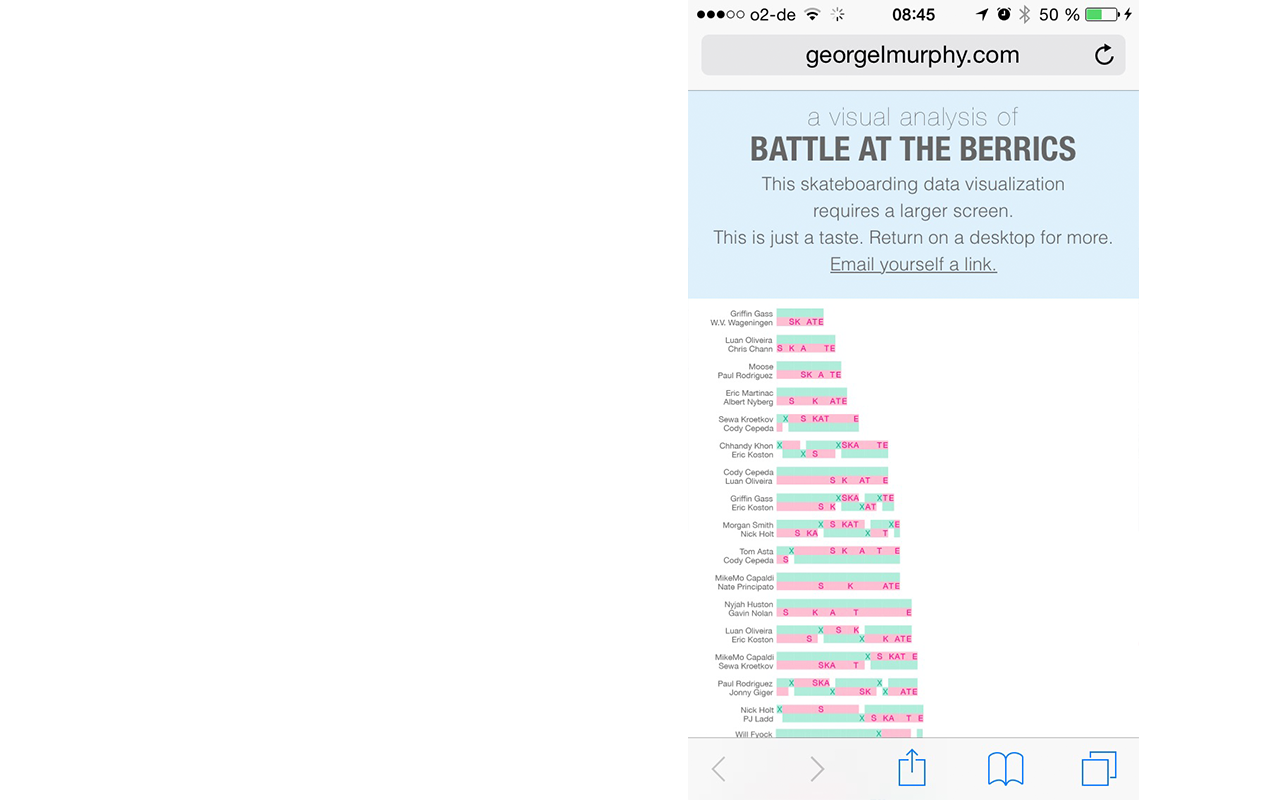 o2-de 08:45 50 %
georgelmurphy.com
a visual analysis of
BATTLE AT THE BERRICS
This skateboarding data visualization
requires a larger screen.
This is just a taste. Return on a desktop for more.
Email yourself a link.
Griffin Gass
W.V. Wageningen SK ATE
Luan Oliveira
Chris Chann S K A TE
Moose
Paul Rodriguez SK A TE
Eric Martinac
Albert Nyberg S K ATE
Sewa Kroetkov X S KAT E
Cody Cepeda
Chhandy Khon X XSKA TE
Eric Koston X S
Cody Cepeda
Luan Oliveira S K AT E
Griffin Gass XSKA XTE
Eric Koston S K XAT
Morgan Smith X S KAT XE
Nick Holt S KA X T
Tom Asta X S K A T E
Cody Cepeda S
MikeMo Capaldi
Nate Principato S K ATE
Nyjah Huston
Gavin Nolan S K A T E
Luan Oliveira X S K
Eric Koston S X K ATE
MikeMo Capaldi X S KAT E
Sewa Kroetkov SKA T
Paul Rodriguez X SKA X
Jonny Giger X SK X ATE
Nick Holt X S
PJ Ladd X S KA T E
Will Fyock X